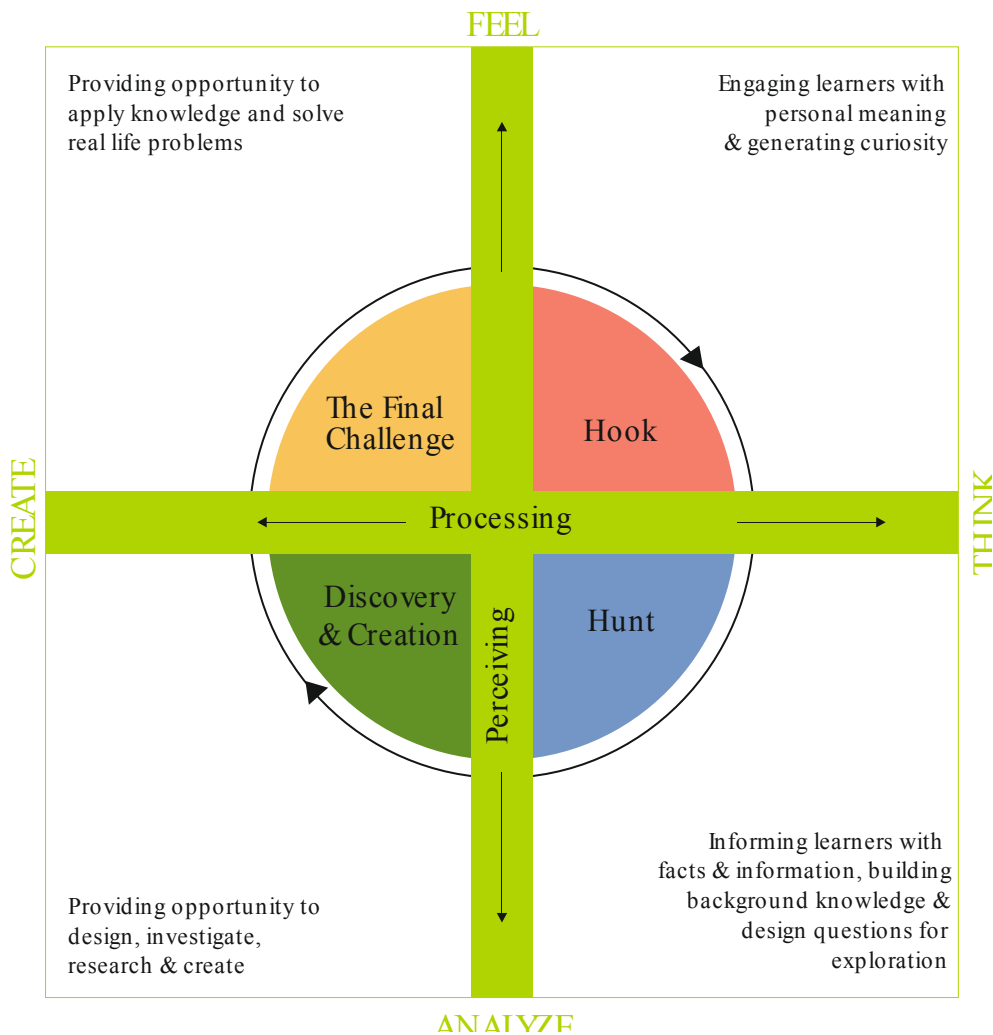 FEEL
Providing opportunity to
apply knowledge and solve
real life problems
Engaging learners with
personal meaning
& generating curiosity
The Final
Challenge
Hook
CREATE
Processing
THINK
Discovery
& Creation
Hunt
Perceiving
Providing opportunity to
design, investigate,
research & create
Informing learners with
facts & information, building
background knowledge &
design questions for
exploration
ANALYZE